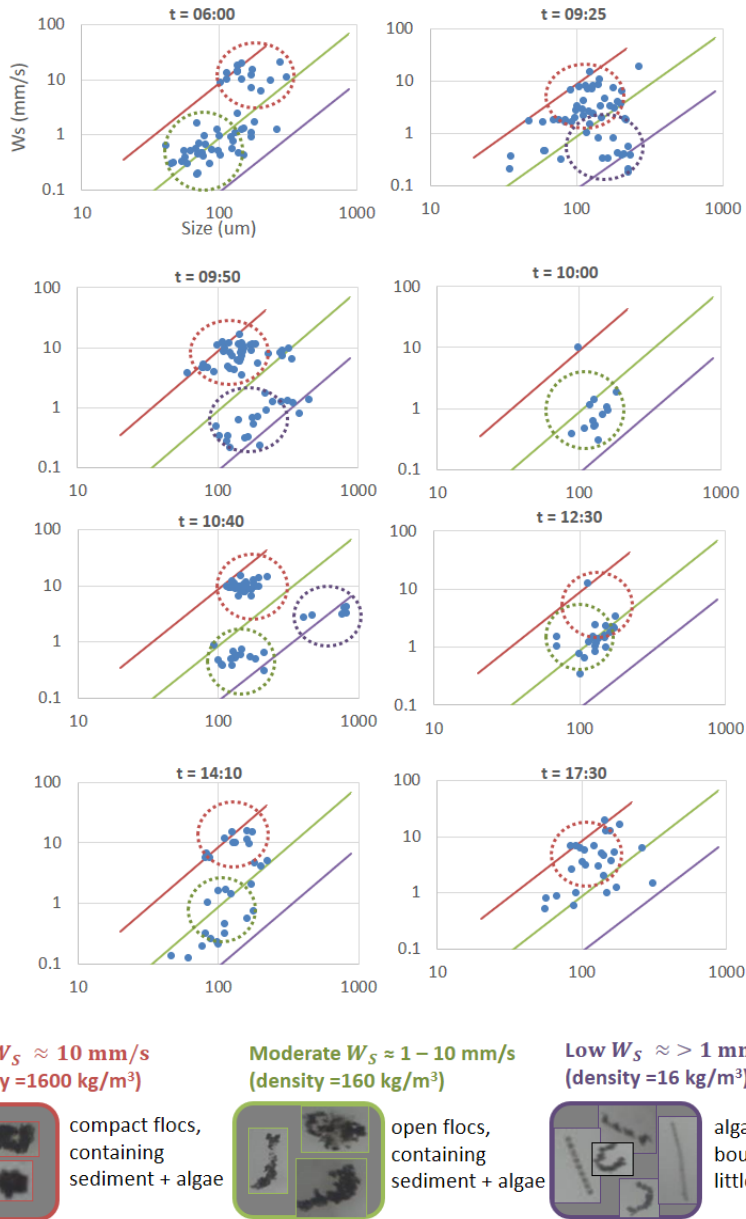 t = 06:00
t = 09:25
100
10
1
0.1
Ws (mm/s)
10
100
1000
Size (um)
100
10
1
0.1
10
100
1000
t = 09:50
t = 10:00
100
10
1
0.1
10
100
1000
100
10
1
0.1
10
100
1000
t = 10:40
t = 12:30
100
10
1
0.1
10
100
1000
100
10
1
0.1
10
100
1000
t = 14:10
t = 17:30
100
10
1
0.1
10
100
1000
100
10
1
0.1
10
100
1000
W_S ≈ 10 mm/s
y =1600 kg/m³)
compact flocs,
containing
sediment + algae
Moderate W_S ≈ 1 – 10 mm/s
(density =160 kg/m³)
open flocs,
containing
sediment + algae
Low W_S ≈ > 1 mm
(density =16 kg/m³)
alga
bou
little